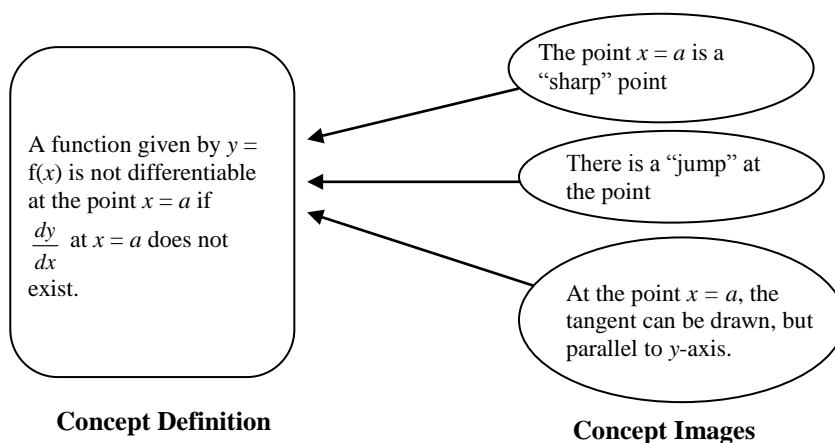 A function given by y =
f(x) is not differentiable
at the point x = a if
dy
dx
at x = a does not
exist.
Concept Definition
The point x = a is a
“sharp” point
There is a “jump” at
the point
At the point x = a, the
tangent can be drawn, but
parallel to y-axis.
Concept Images